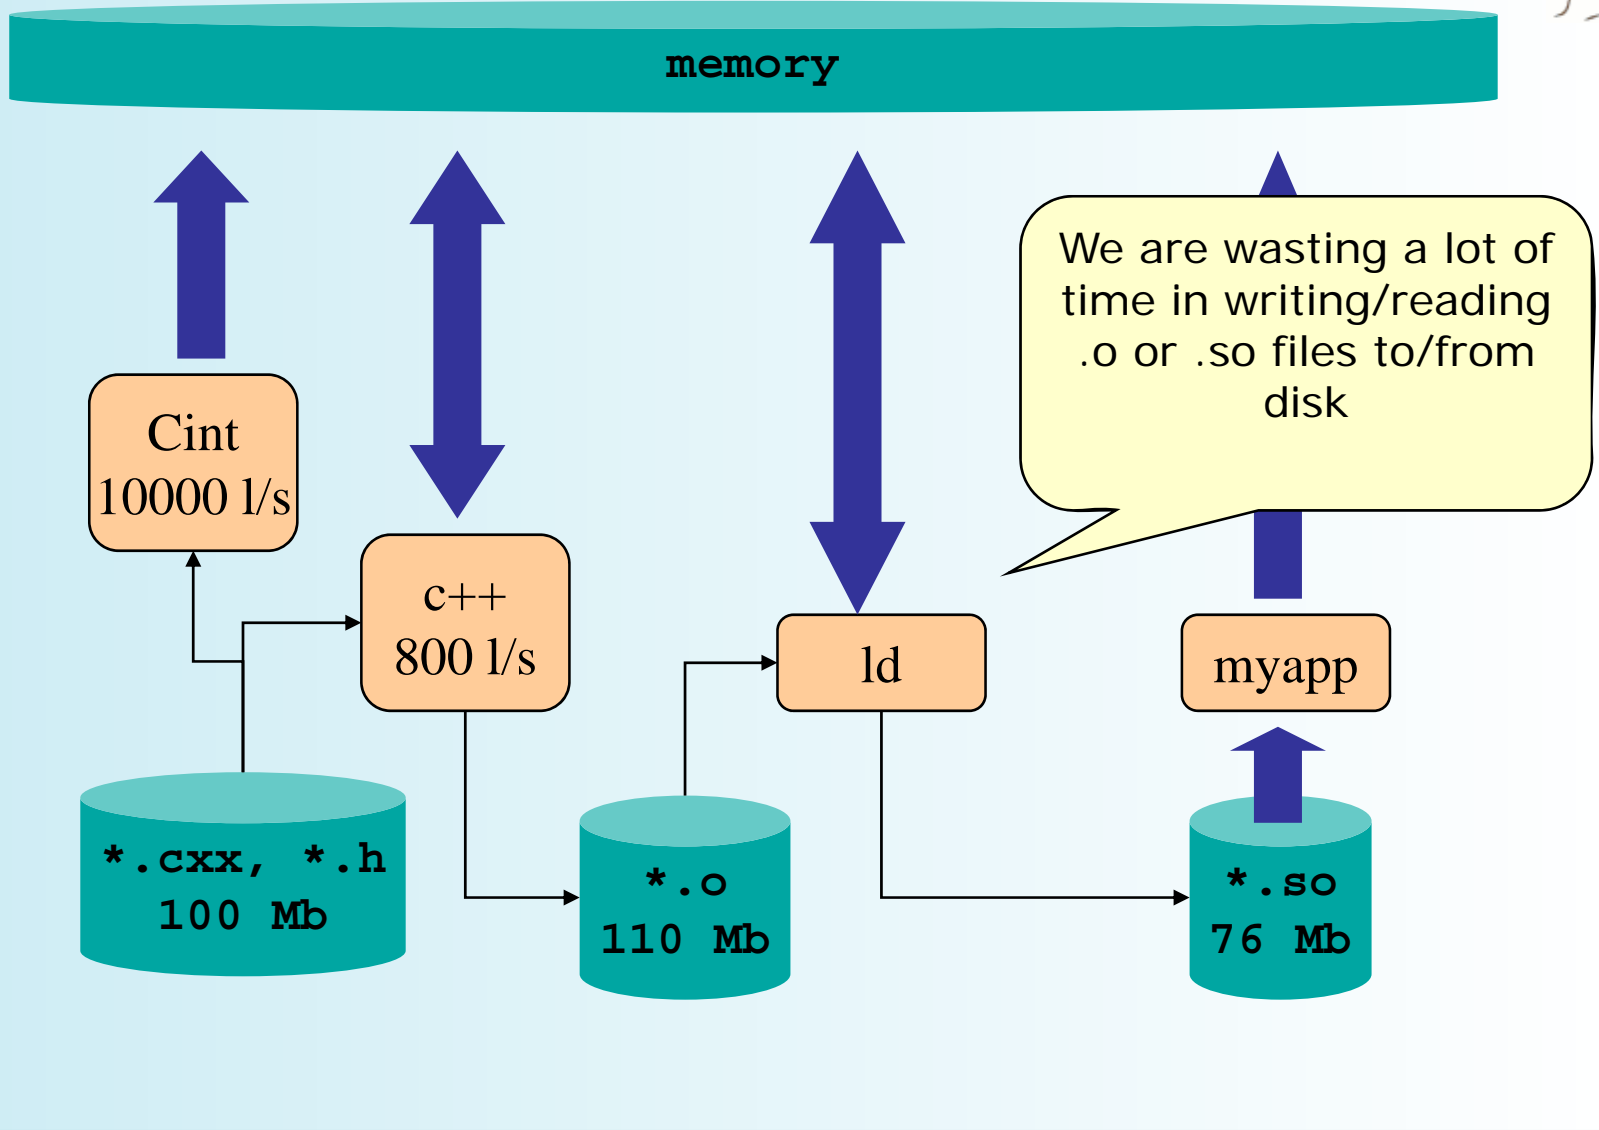 memory
We are wasting a lot of
time in writing/reading
.o or .so files to/from
disk
Cint
10000 l/s
c++
800 l/s
ld
myapp
*.cxx, *.h
100 Mb
*.o
110 Mb
*.so
76 Mb